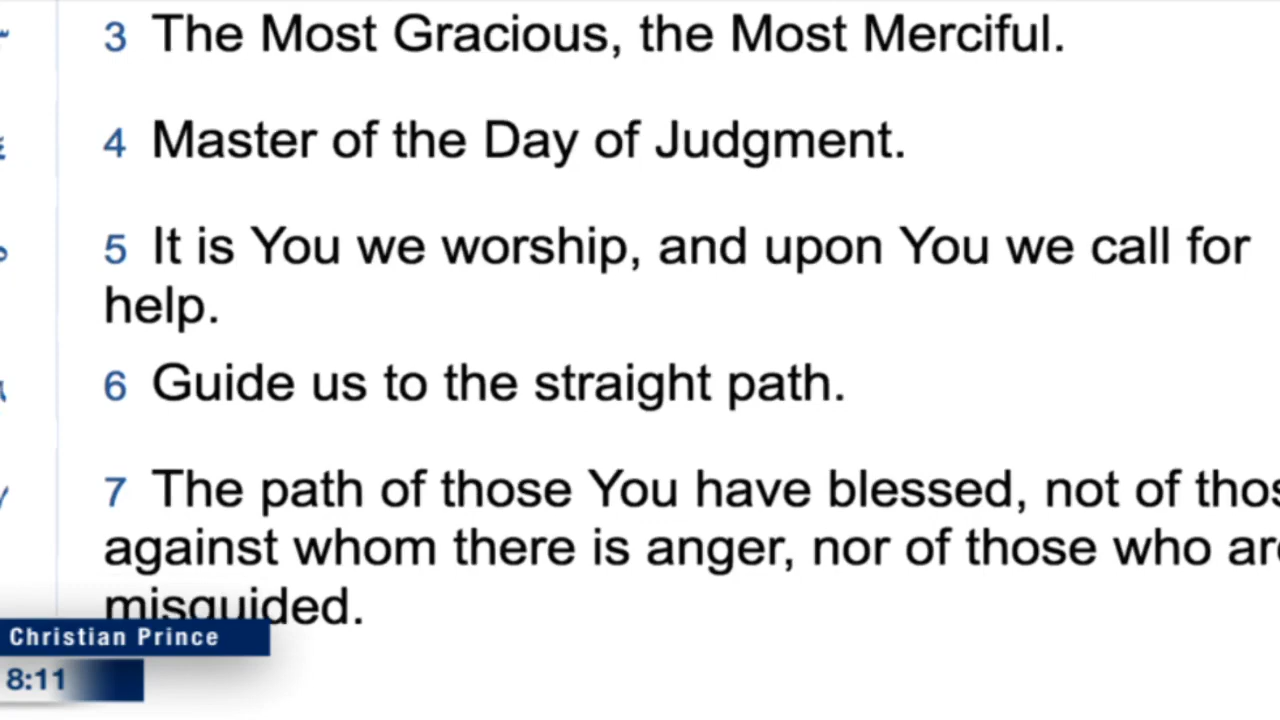 3 The Most Gracious, the Most Merciful.
4 Master of the Day of Judgment.
5 It is You we worship, and upon You we call for
help.
6 Guide us to the straight path.
7 The path of those You have blessed, not of
against whom there is anger, nor of those who
misguided.
Christian Prince
8:11